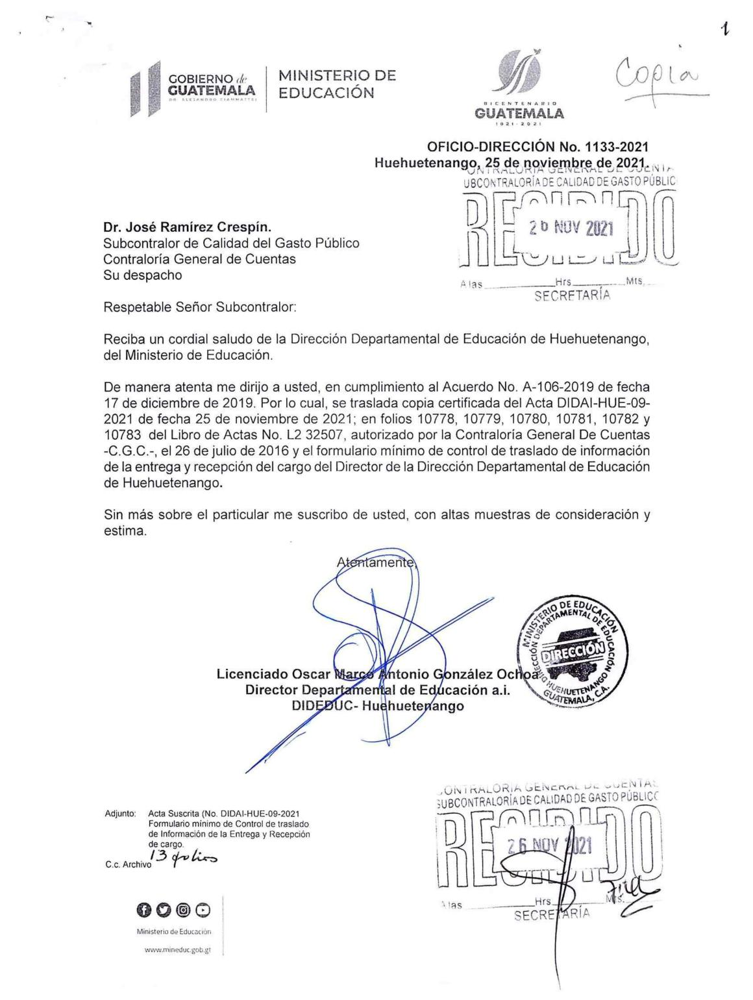 1
GOBIERNO de
GUATEMALA
DR. ALEJANDRO GIAMMATTEI
MINISTERIO DE
EDUCACIÓN
BICENTENARIO
GUATEMALA
1821-2021
Copia
OFICIO-DIRECCIÓN No. 1133-2021
Huehuetenango, 25 de noviembre de 2021.
ONTRALORÍA GENERAL DE CUENTA
UBCONTRALORÍA DE CALIDAD DE GASTO PÚBLIC
RECIBIDO
NOV 2021
A las Hrs. Mts.
SECRETARÍA
Dr. José Ramírez Crespín.
Subcontralor de Calidad del Gasto Público
Contraloría General de Cuentas
Su despacho
Respetable Señor Subcontralor:
Reciba un cordial saludo de la Dirección Departamental de Educación de Huehuetenango,
del Ministerio de Educación.
De manera atenta me dirijo a usted, en cumplimiento al Acuerdo No. A-106-2019 de fecha
17 de diciembre de 2019. Por lo cual, se traslada copia certificada del Acta DIDAI-HUE-09-
2021 de fecha 25 de noviembre de 2021; en folios 10778, 10779, 10780, 10781, 10782 y
10783 del Libro de Actas No. L2 32507, autorizado por la Contraloría General De Cuentas
-C.G.C.-, el 26 de julio de 2016 y el formulario mínimo de control de traslado de información
de la entrega y recepción del cargo del Director de la Dirección Departamental de Educación
de Huehuetenango.
Sin más sobre el particular me suscribo de usted, con altas muestras de consideración y
estima.
Atentamente,
Licenciado Oscar Marco Antonio González Ochoa
Director Departamental de Educación a.i.
DIDEDUC- Huehuetenango
MINISTERIO DE EDUCACIÓN
DIRECCIÓN DEPARTAMENTAL DE EDUCACIÓN
DIRECCIÓN
HUEHUETENANGO
GUATEMALA, C.A.
Adjunto: Acta Suscrita (No. DIDAI-HUE-09-2021
Formulario mínimo de Control de traslado
de Información de la Entrega y Recepción
de cargo.
13 folios
C.c. Archivo
CONTRALORÍA GENERAL DE CUENTAS
SUBCONTRALORÍA DE CALIDAD DE GASTO PÚBLICO
RECIBIDO
26 NOV 2021
A las Hrs. Mts.
SECRETARÍA
Ministerio de Educación
www.mineduc.gob.gt